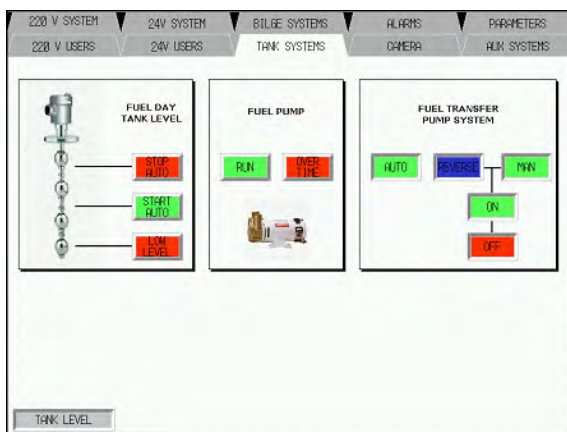 220 V SYSTEM
24V SYSTEM
BILGE SYSTEMS
ALARMS
PARAMETERS
220 V USERS
24V USERS
TANK SYSTEMS
CAMERA
AUX SYSTEMS
FUEL DAY
TANK LEVEL
STOP
AUTO
START
AUTO
LOW
LEVEL
FUEL PUMP
RUN
OVER
TIME
FUEL TRANSFER
PUMP SYSTEM
AUTO
REVERSE
MAN
ON
OFF
TANK LEVEL